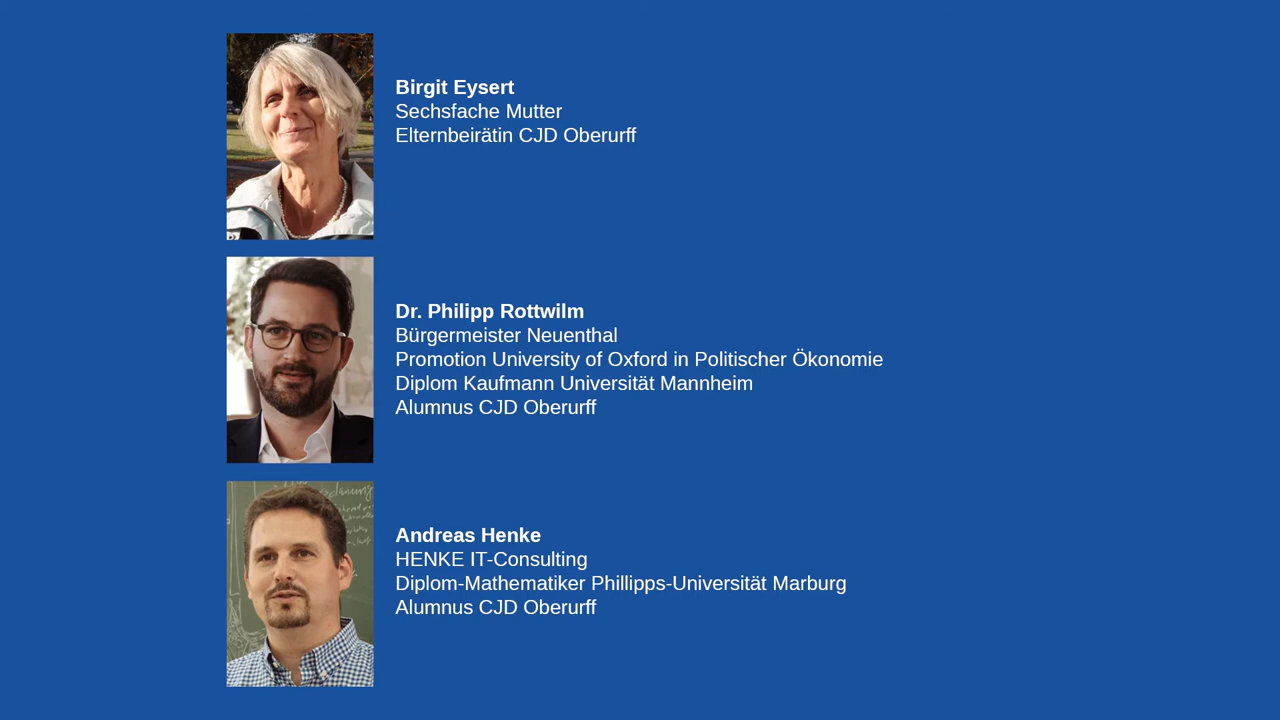 Birgit Eysert
Sechsfache Mutter
Elternbeirätin CJD Oberurff
Dr. Philipp Rottwilm
Bürgermeister Neuenthal
Promotion University of Oxford in Politischer Ökonomie
Diplom Kaufmann Universität Mannheim
Alumnus CJD Oberurff
Andreas Henke
HENKE IT-Consulting
Diplom-Mathematiker Phillipps-Universität Marburg
Alumnus CJD Oberurff